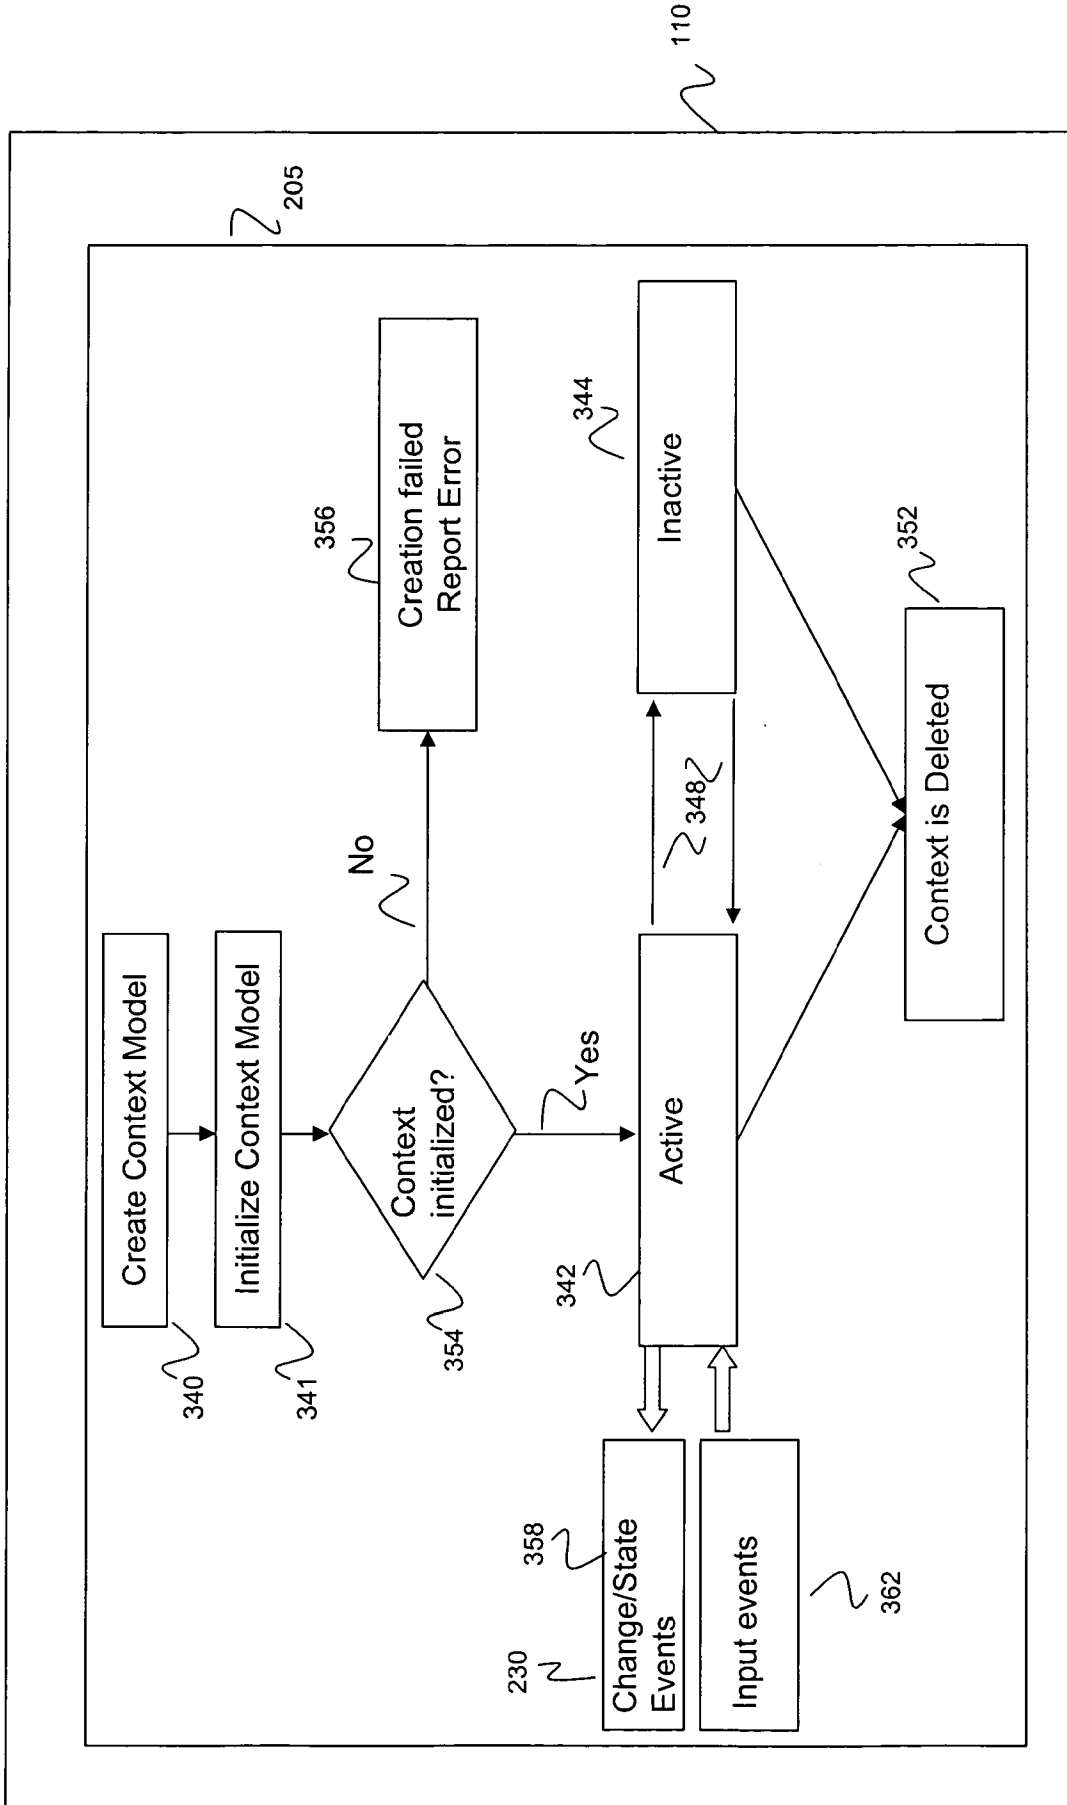 110
205
Create Context Model
340
Initialize Context Model
341
Context
initialized?
354
No
Creation failed
Report Error
356
Yes
Active
342
348
Inactive
344
Change/State
Events
358
230
Input events
362
Context is Deleted
352